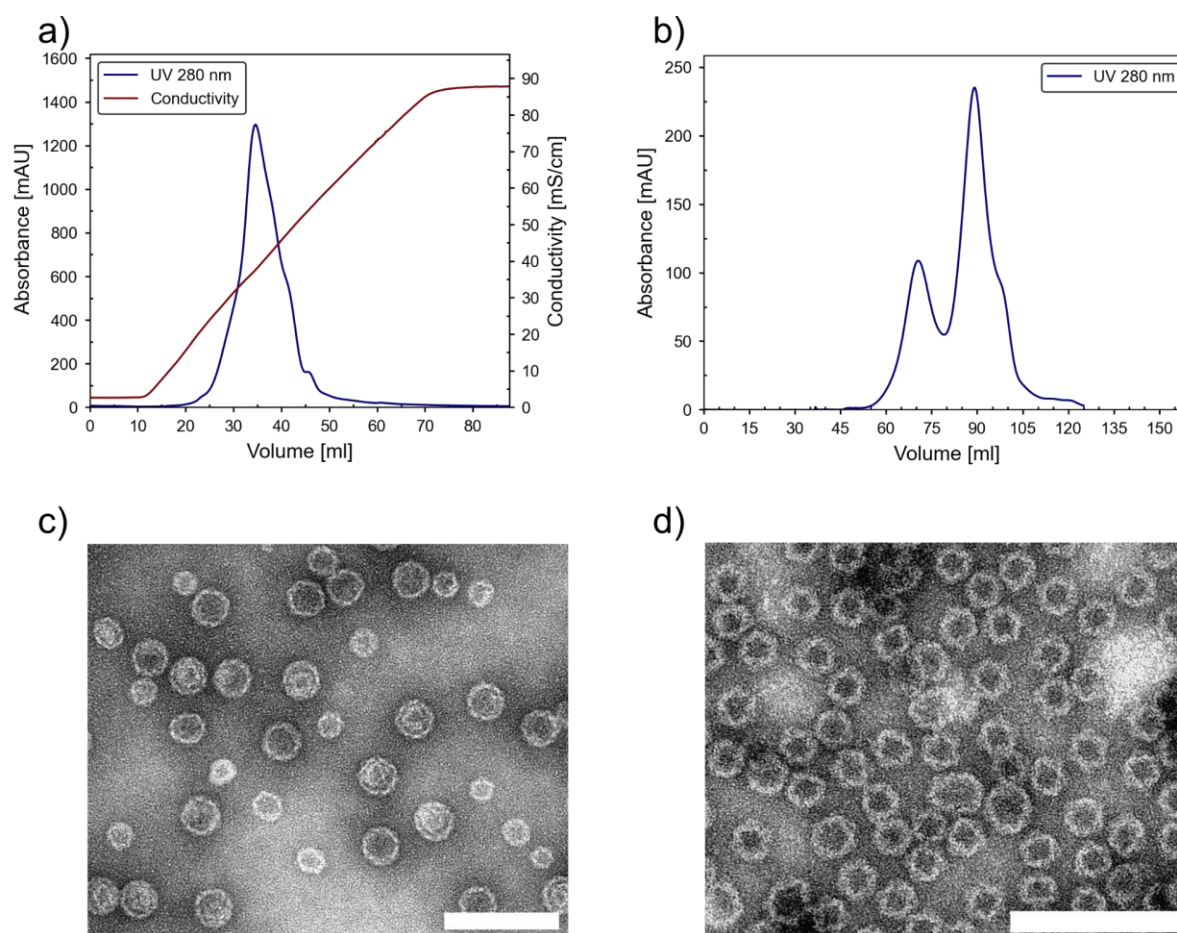 a)
UV 280 nm
Conductivity
Absorbance [mAU]
1600
1400
1200
1000
800
600
400
200
0
Conductivity [mS/cm]
90
80
70
60
50
40
30
20
10
0
0 10 20 30 40 50 60 70 80
Volume [ml]
b)
UV 280 nm
Absorbance [mAU]
250
200
150
100
50
0
0 15 30 45 60 75 90 105 120 135 150
Volume [ml]
c)
d)